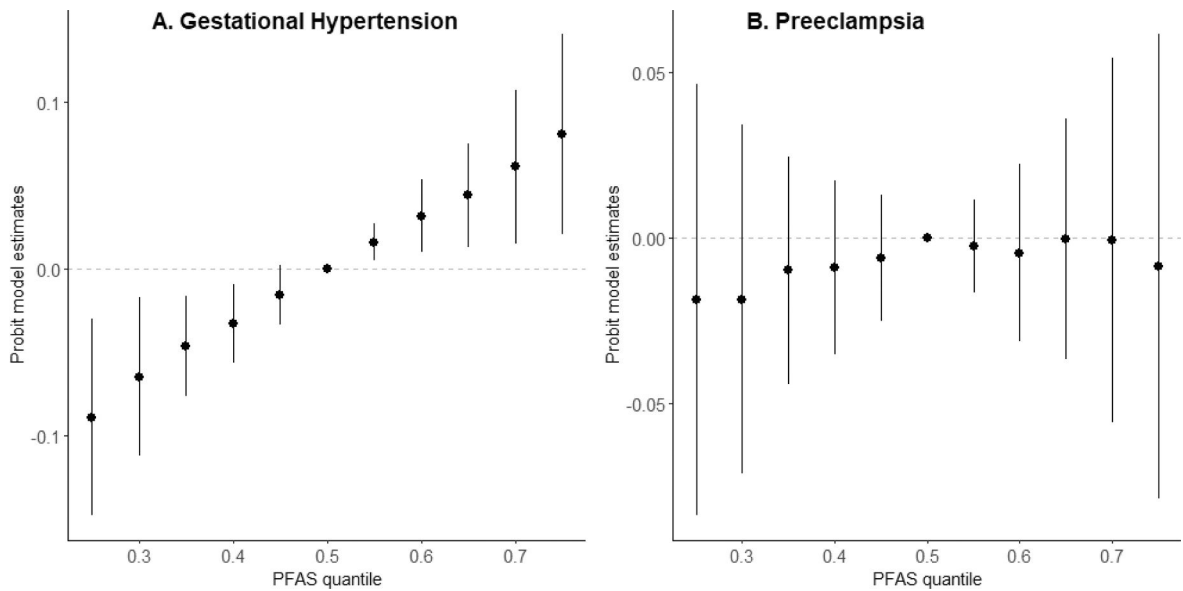 A. Gestational Hypertension
Probit model estimates
0.1
0.0
-0.1
0.3 0.4 0.5 0.6 0.7
PFAS quantile
B. Preeclampsia
Probit model estimates
0.05
0.00
-0.05
0.3 0.4 0.5 0.6 0.7
PFAS quantile